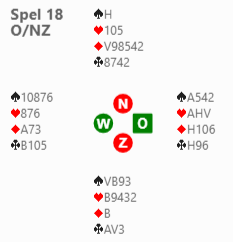 Spel 18
O/NZ
♠H
♥105
♦V98542
♣8742
♠10876
♥876
♦A73
♣B105
N
W
O
Z
♠A542
♥AHV
♦H106
♣H96
♠VB93
♥B9432
♦B
♣AV3